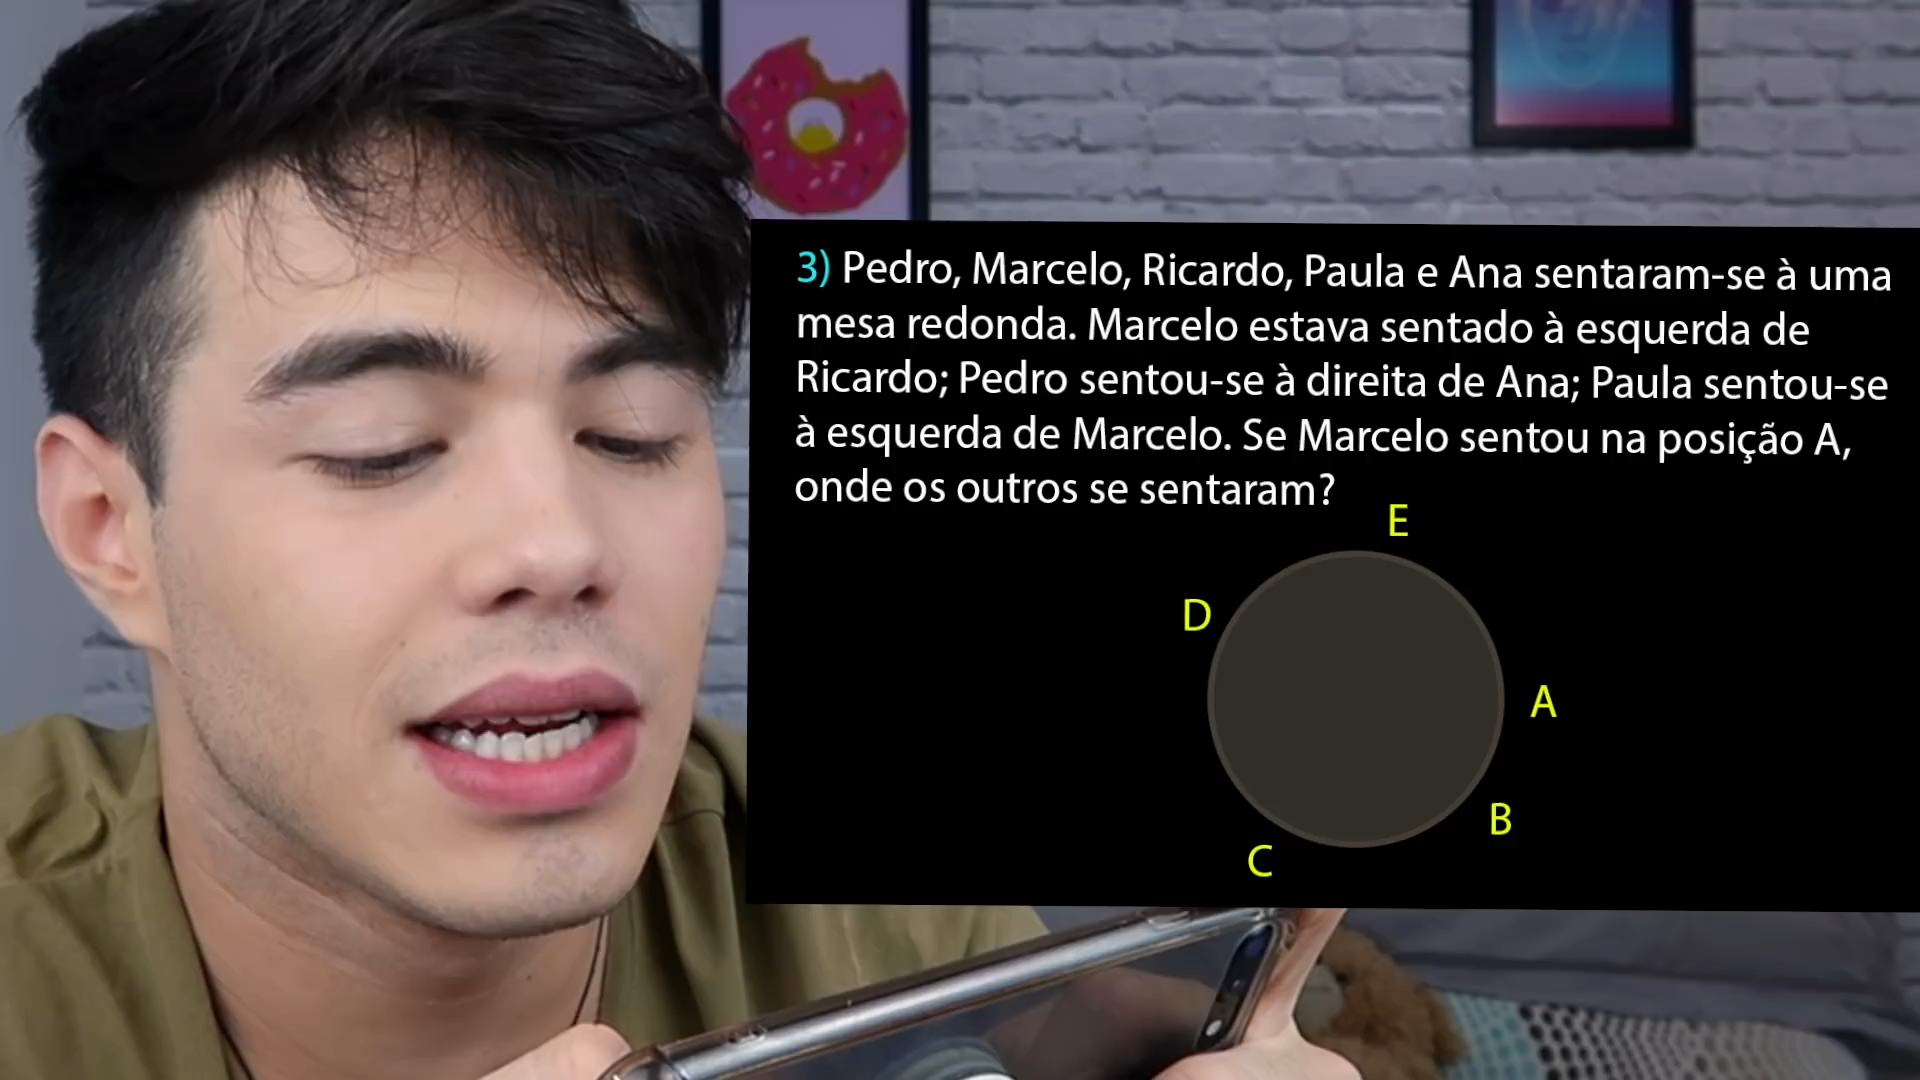 3) Pedro, Marcelo, Ricardo, Paula e Ana sentaram-se à uma
mesa redonda. Marcelo estava sentado à esquerda de
Ricardo; Pedro sentou-se à direita de Ana; Paula sentou-se
à esquerda de Marcelo. Se Marcelo sentou na posição A,
onde os outros se sentaram?
E
D
A
B
C